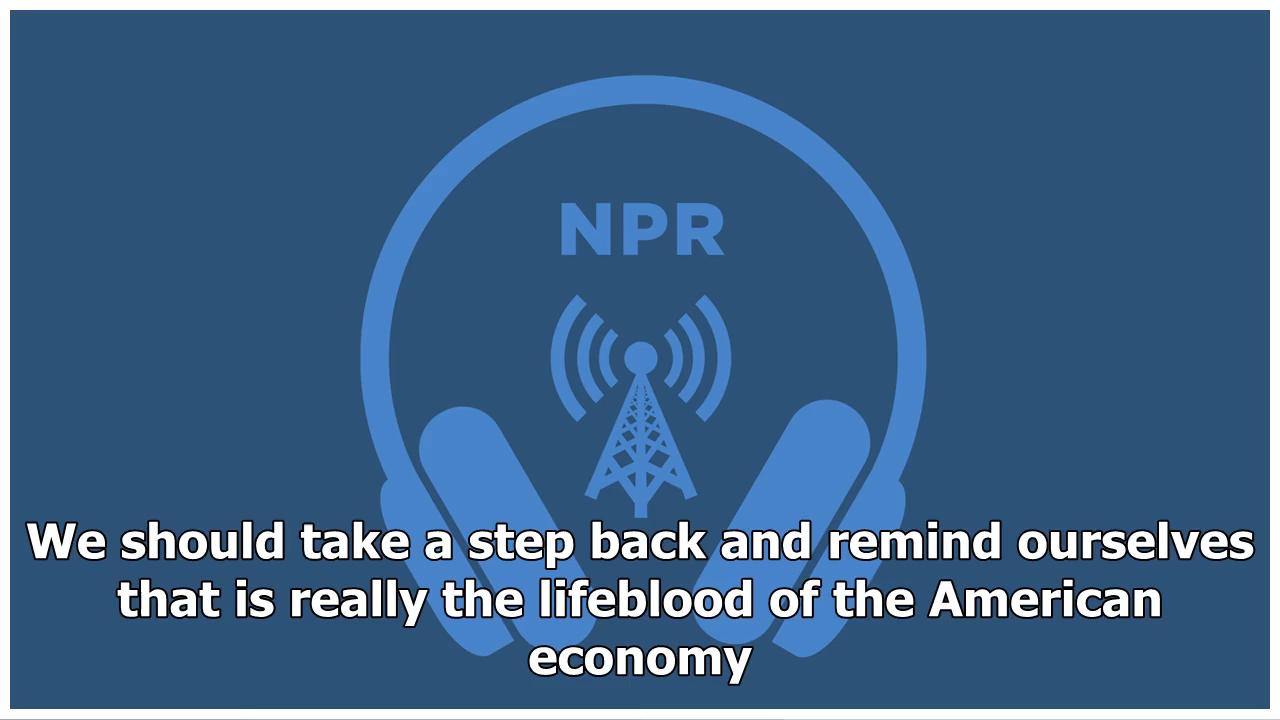 NPR
We should take a step back and remind ourselves
that is really the lifeblood of the American
economy